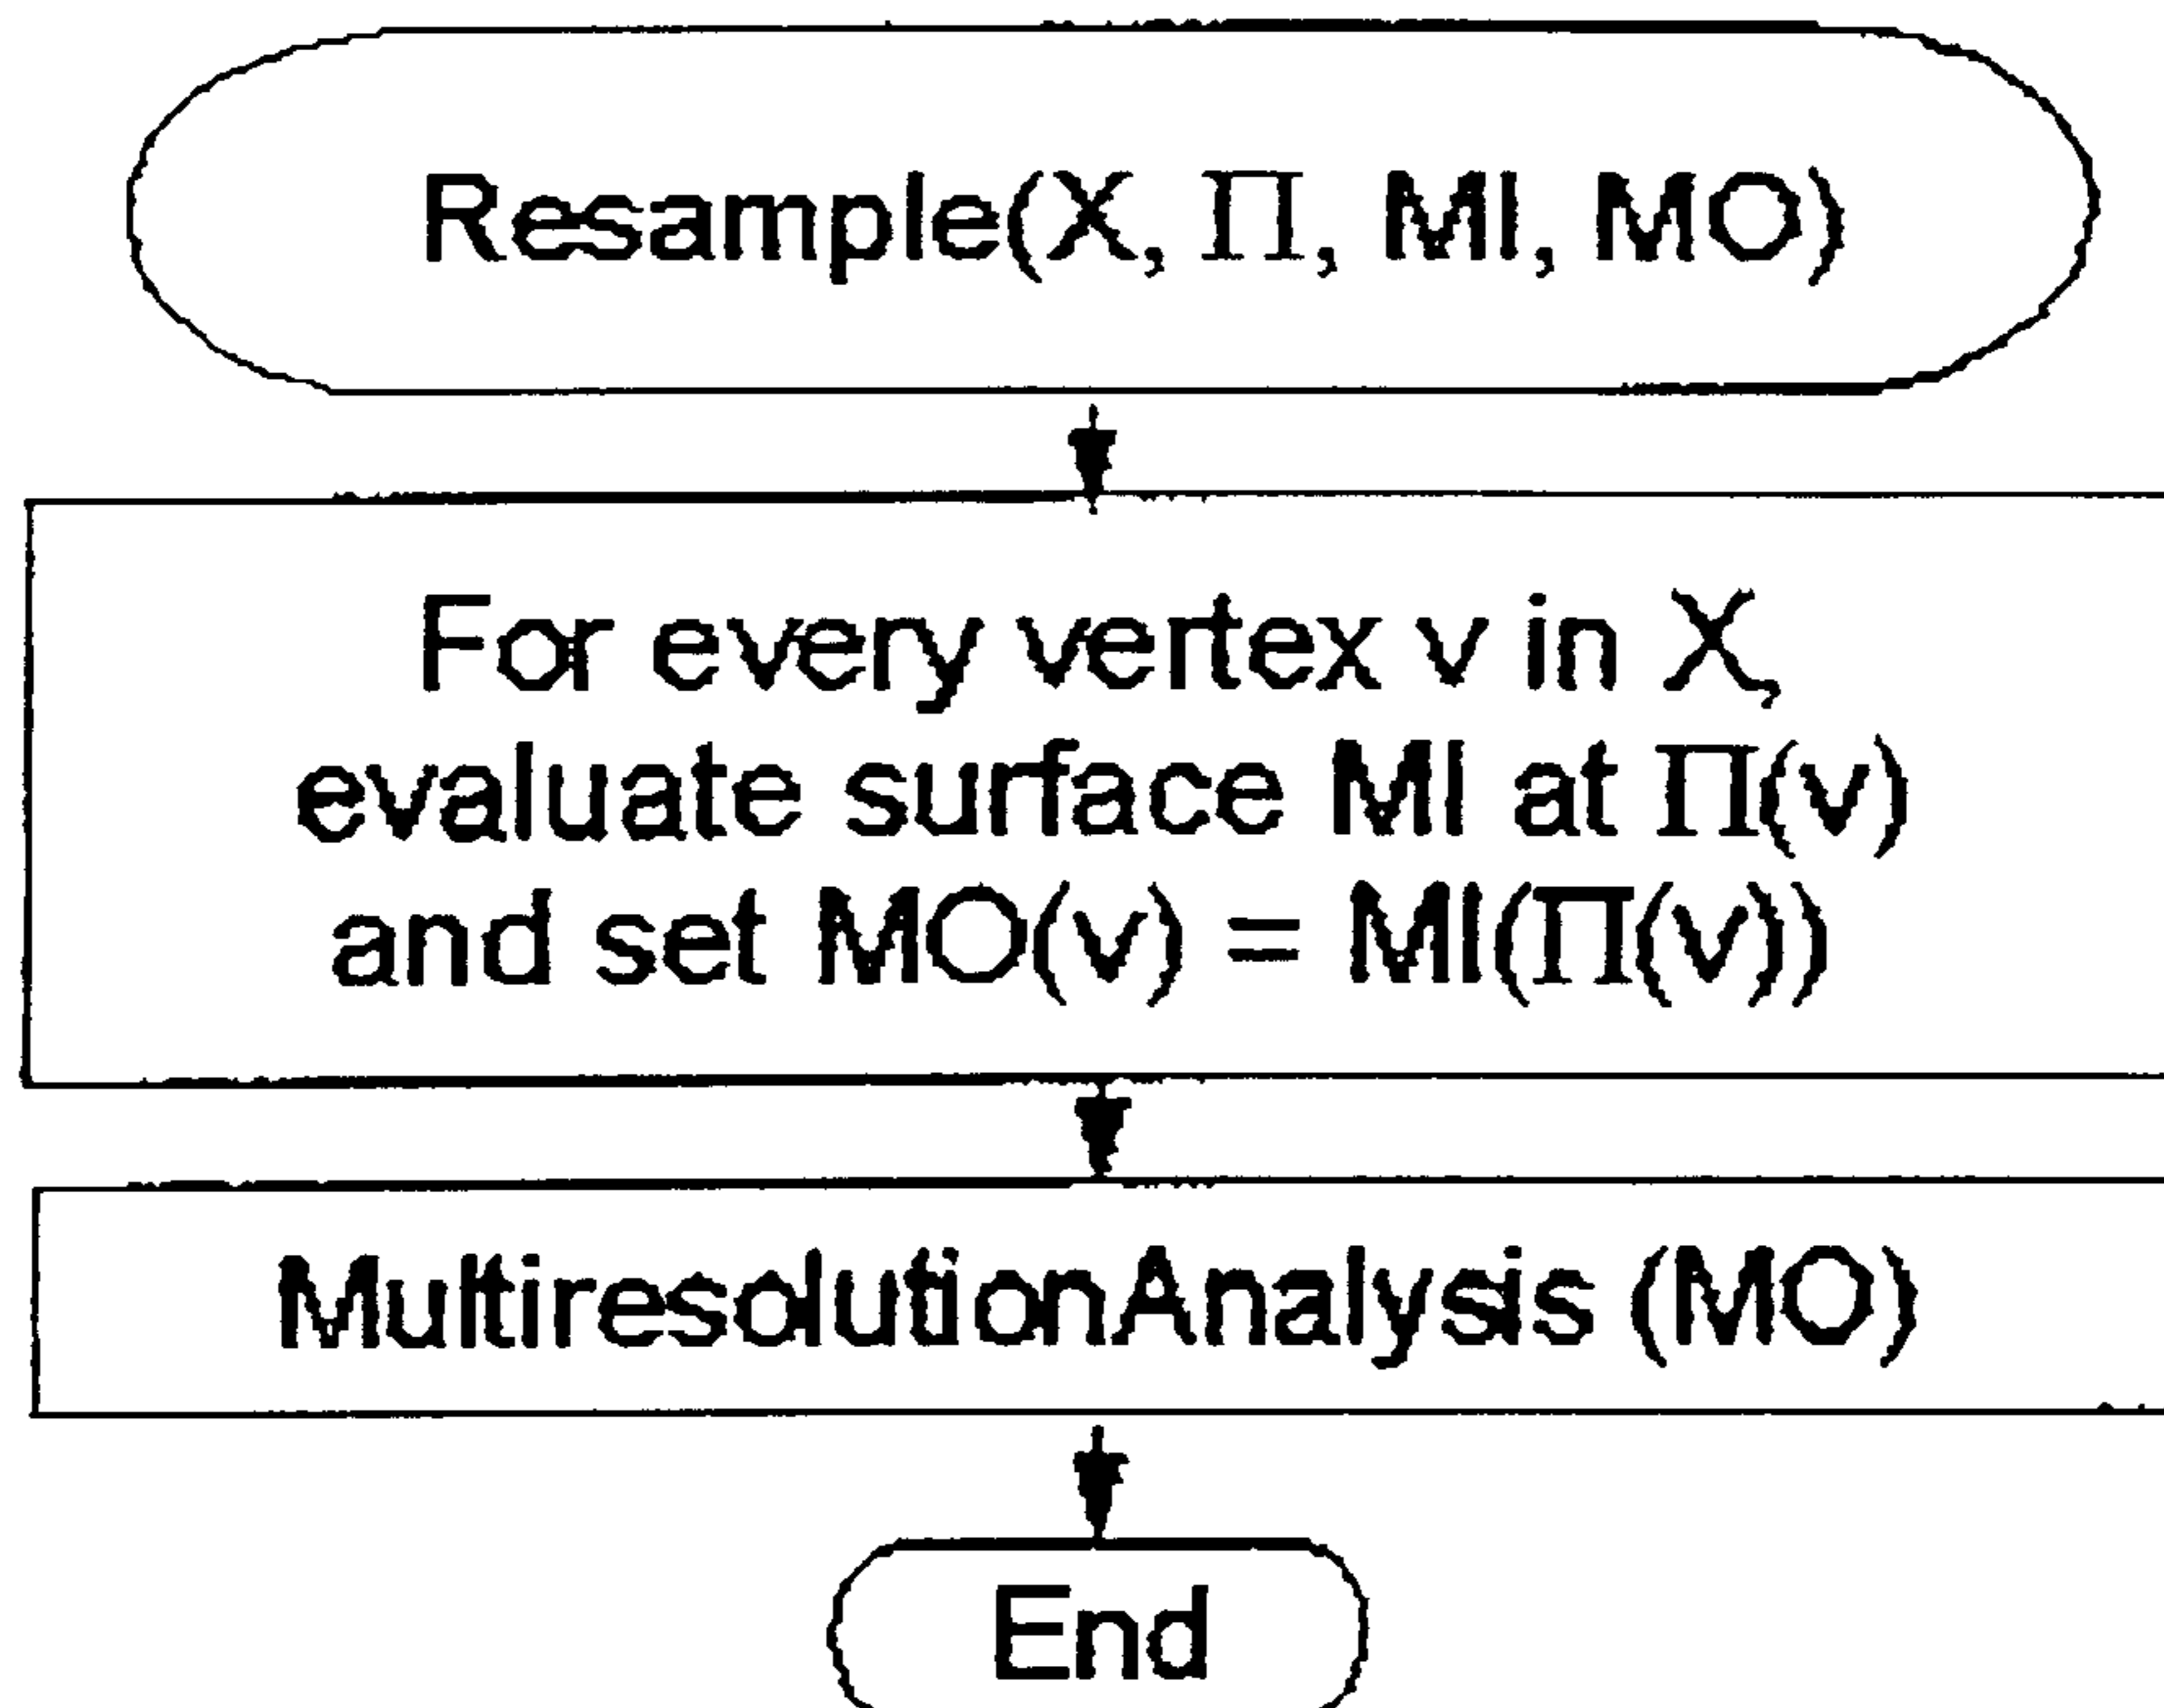 Resample(X, Π, MI, MO)
For every vertex v in X,
evaluate surface MI at Π(v)
and set MO(v) = MI(Π(v))
MultiresolutionAnalysis (MO)
End